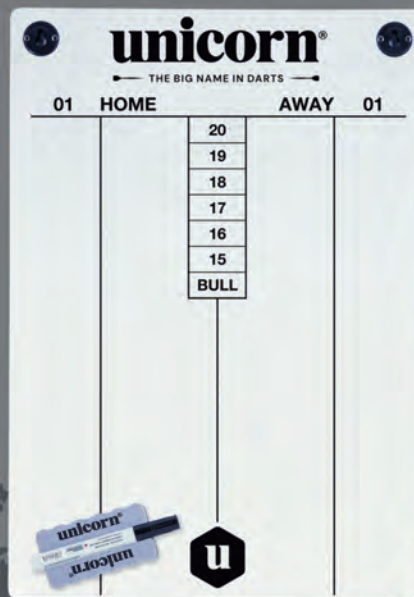 unicorn®
THE BIG NAME IN DARTS
01 HOME AWAY 01
20
19
18
17
16
15
BULL
unicorn®
unicorn®
u